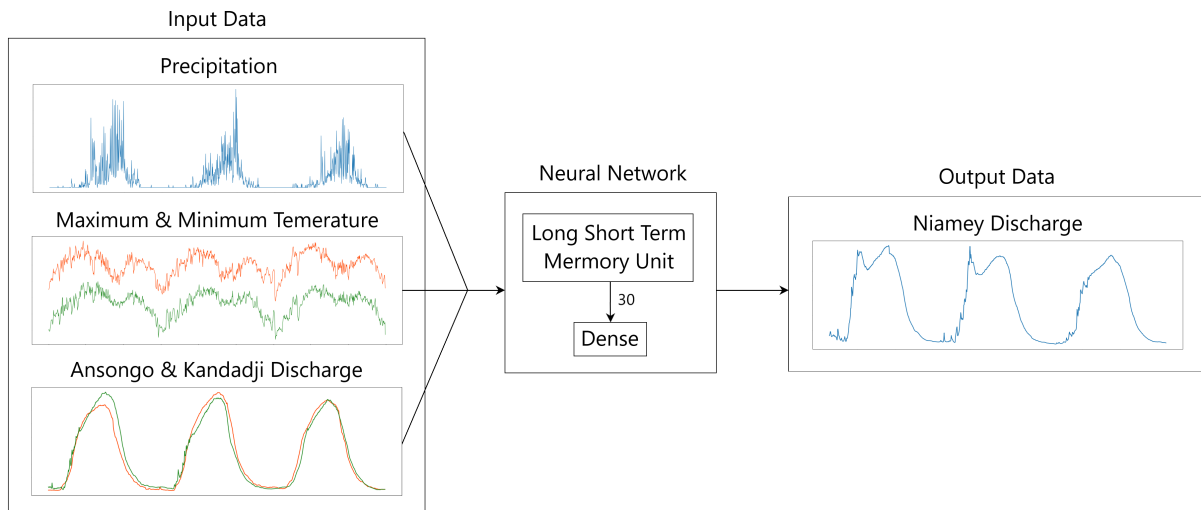 Input Data
Precipitation
Maximum & Minimum Temerature
Ansongo & Kandadji Discharge
Neural Network
Long Short Term
Mermory Unit
30
Dense
Output Data
Niamey Discharge